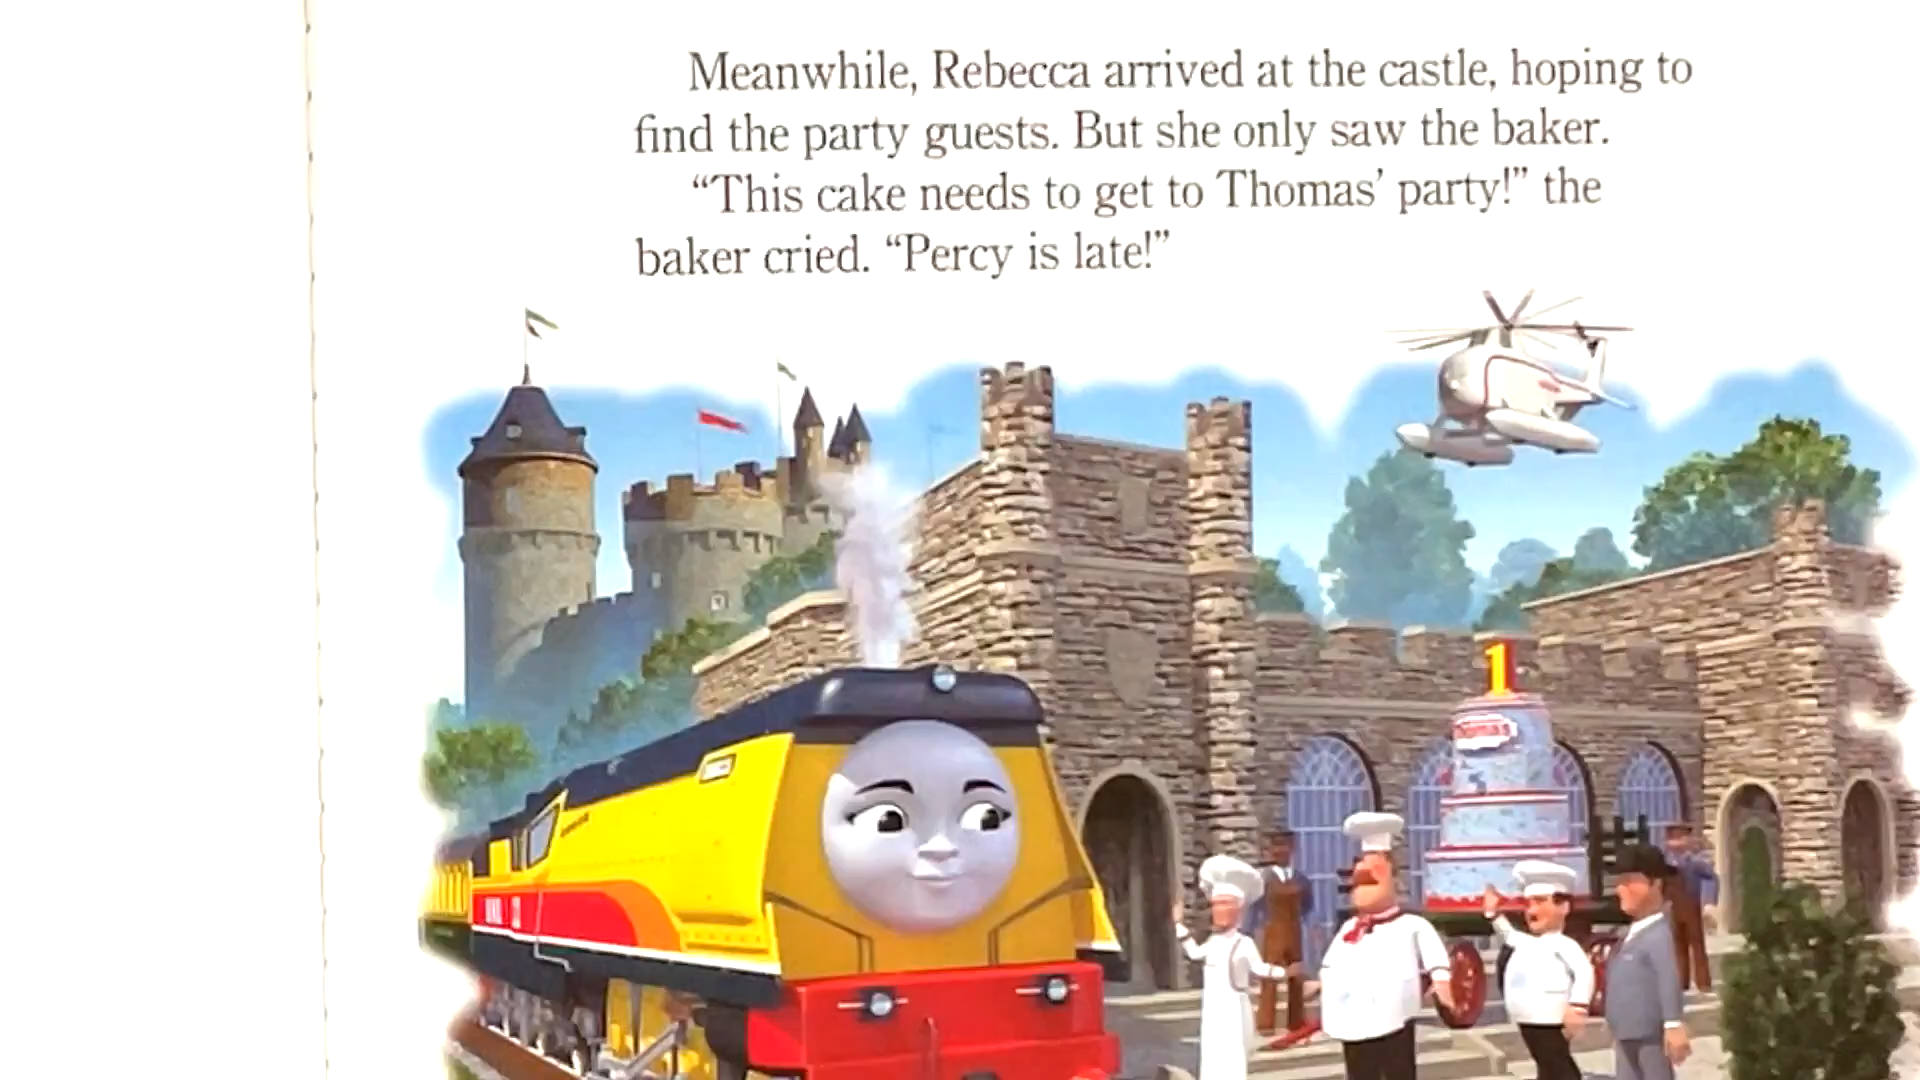 Meanwhile, Rebecca arrived at the castle, hoping to
find the party guests. But she only saw the baker.
“This cake needs to get to Thomas’ party!” the
baker cried. “Percy is late!”
1